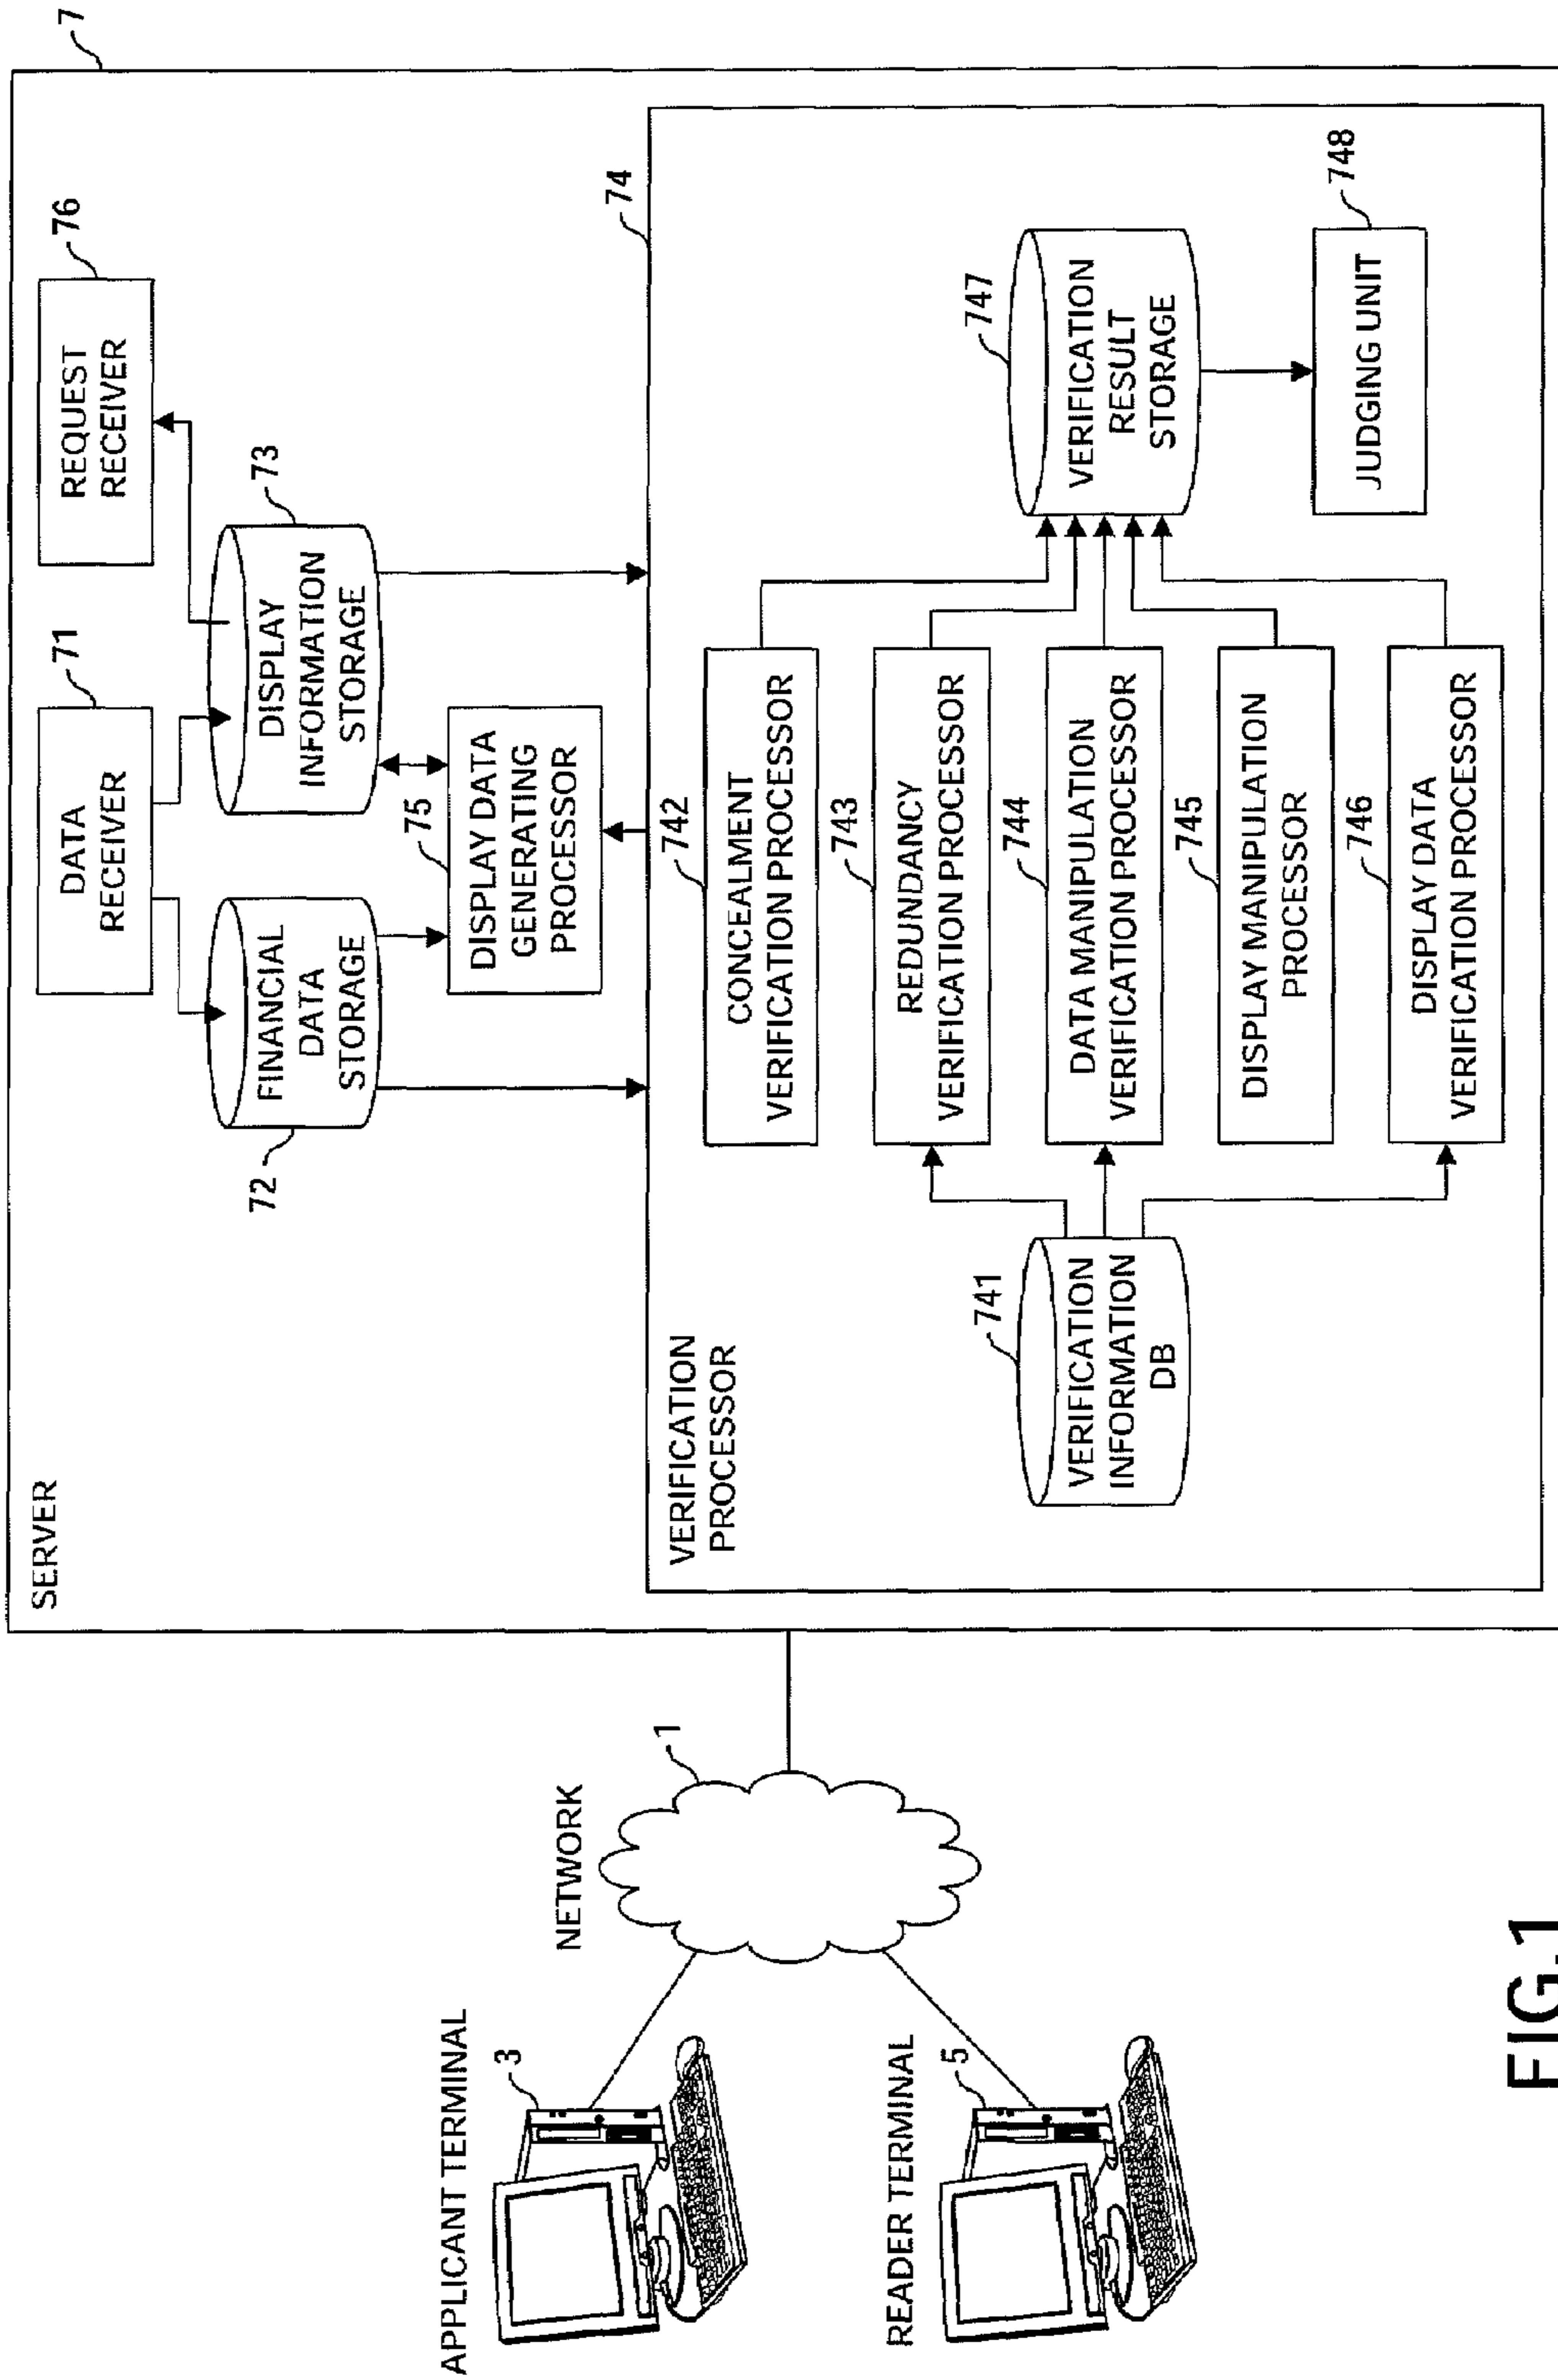 SERVER
7
DATA
RECEIVER
71
REQUEST
RECEIVER
76
FINANCIAL
DATA
STORAGE
72
DISPLAY
INFORMATION
STORAGE
73
DISPLAY DATA
GENERATING
PROCESSOR
75
VERIFICATION
PROCESSOR
74
VERIFICATION
INFORMATION
DB
741
CONCEALMENT
VERIFICATION PROCESSOR
742
REDUNDANCY
VERIFICATION PROCESSOR
743
DATA MANIPULATION
VERIFICATION PROCESSOR
744
DISPLAY MANIPULATION
PROCESSOR
745
DISPLAY DATA
VERIFICATION PROCESSOR
746
VERIFICATION
RESULT
STORAGE
747
JUDGING UNIT
748
NETWORK
1
APPLICANT TERMINAL
3
READER TERMINAL
5
FIG.1